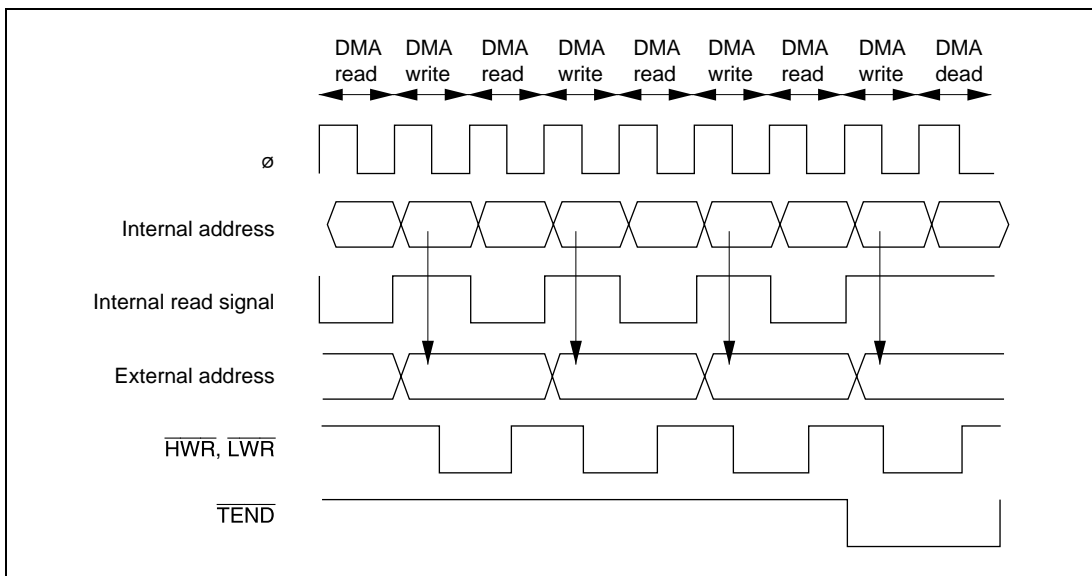 DMA DMA DMA DMA DMA DMA DMA DMA DMA
read write read write read write read write dead
ø
Internal address
Internal read signal
External address
HWR, LWR
TEND